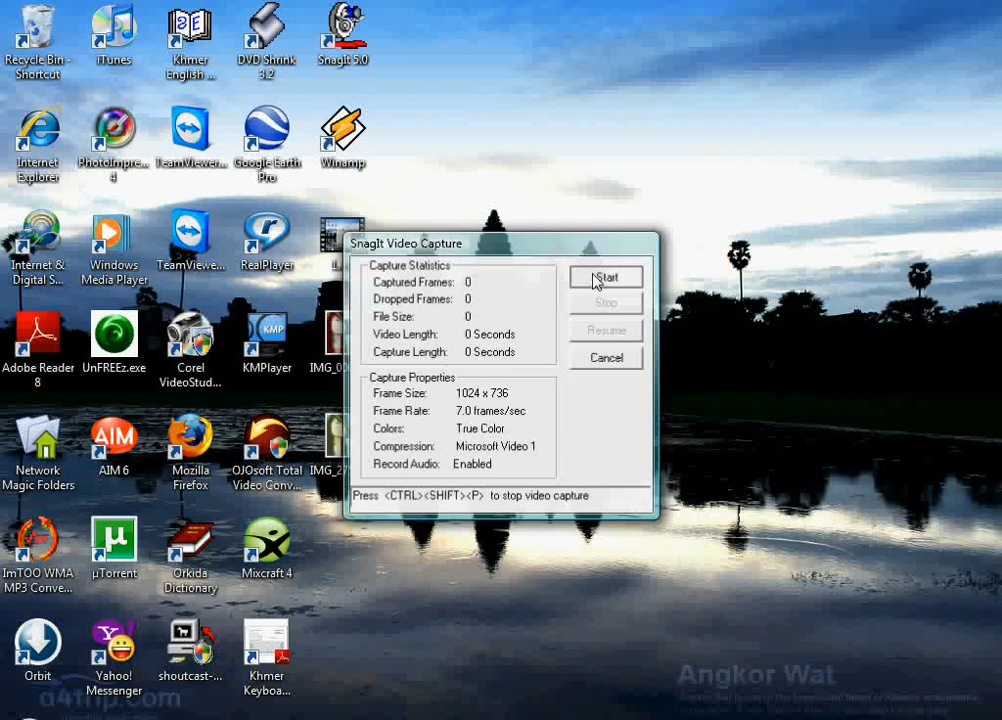 Recycle Bin -
Shortcut
iTunes
Khmer
English ...
DVD Shrink
3.2
SnagIt 5.0
Internet
Explorer
PhotoImpre...
4
TeamViewer...
Google Earth
Pro
Winamp
Internet &
Digital S...
Windows
Media Player
TeamViewe...
RealPlayer
Adobe Reader
8
UnFREEz.exe
Corel
VideoStud...
KMPlayer
IMG_00
Network
Magic Folders
AIM 6
Mozilla
Firefox
OJOsoft Total
Video Conv...
IMG_27
ImTOO WMA
MP3 Conve...
µTorrent
Orkida
Dictionary
Mixcraft 4
Orbit
Yahoo!
Messenger
shoutcast-...
Khmer
Keyboa...
SnagIt Video Capture
Capture Statistics
Captured Frames: 0
Dropped Frames: 0
File Size: 0
Video Length: 0 Seconds
Capture Length: 0 Seconds
Start
Stop
Resume
Cancel
Capture Properties
Frame Size: 1024 x 736
Frame Rate: 7.0 frames/sec
Colors: True Color
Compression: Microsoft Video 1
Record Audio: Enabled
Press <CTRL><SHIFT><P> to stop video capture
a4trip.com
Angkor Wat